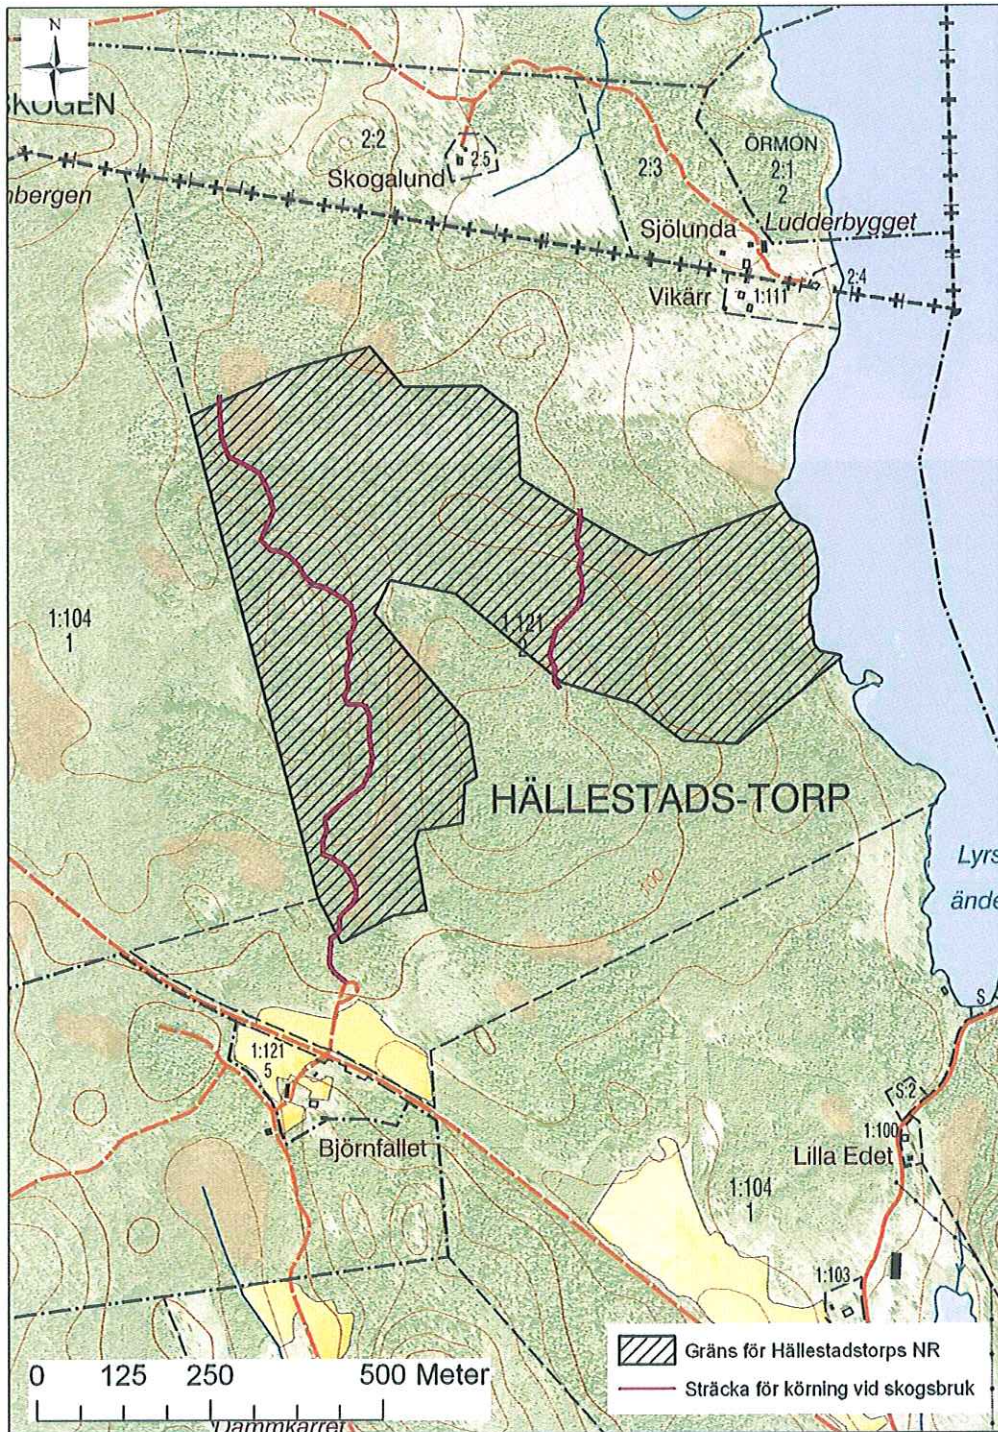 N
SKOGEN
nbergen
2:2
2:5
Skogalund
2:3
ÖRMON
2:1
2
Sjölunda
Ludderbygget
Vikärr
1:111
2:4
1:104
1
1:121
2
HÄLLESTADS-TORP
100
Lyrs
ände
S
1:121
5
Björnfallet
S:2
1:100
Lilla Edet
1:104
1
1:103
Gräns för Hällestadstorps NR
Sträcka för körning vid skogsbruk
0 125 250 500 Meter
Dammkärret